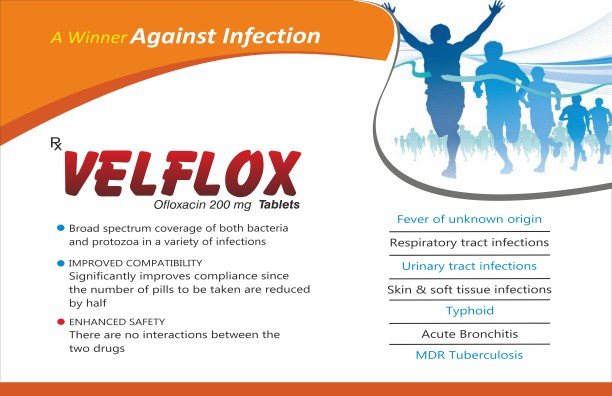 A Winner Against Infection
Rx
VELFLOX
Ofloxacin 200 mg Tablets
Broad spectrum coverage of both bacteria
and protozoa in a variety of infections
IMPROVED COMPATIBILITY
Significantly improves compliance since
the number of pills to be taken are reduced
by half
ENHANCED SAFETY
There are no interactions between the
two drugs
Fever of unknown origin
Respiratory tract infections
Urinary tract infections
Skin & soft tissue infections
Typhoid
Acute Bronchitis
MDR Tuberculosis